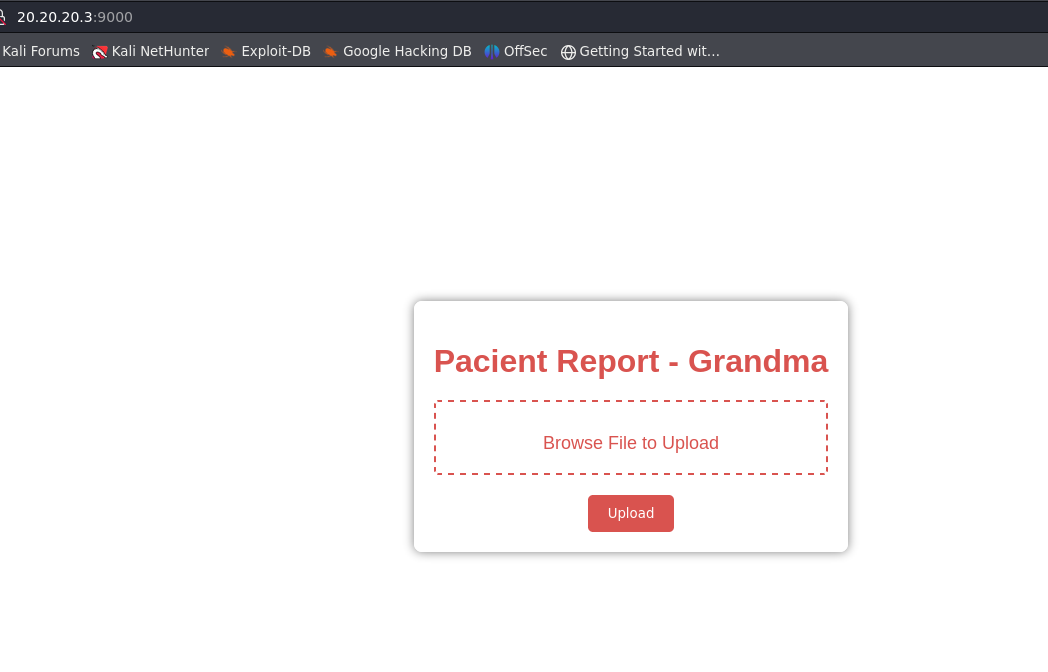 20.20.20.3:9000
Kali Forums Kali NetHunter Exploit-DB Google Hacking DB OffSec Getting Started wit…
Pacient Report - Grandma
Browse File to Upload
Upload